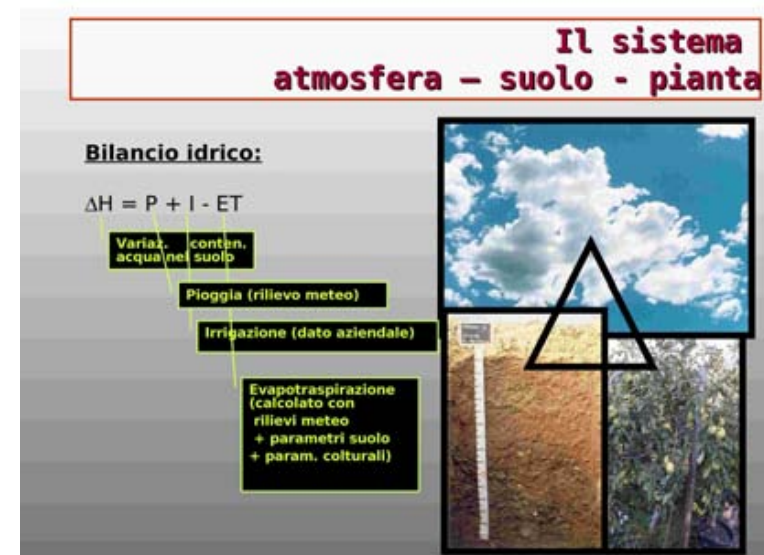 Il sistema
atmosfera – suolo - pianta
Bilancio idrico:
ΔH = P + I - ET
Variaz. conten.
acqua nel suolo
Pioggia (rilievo meteo)
Irrigazione (dato aziendale)
Evapotraspirazione
(calcolato con
rilievi meteo
+ parametri suolo
+ param. colturali)